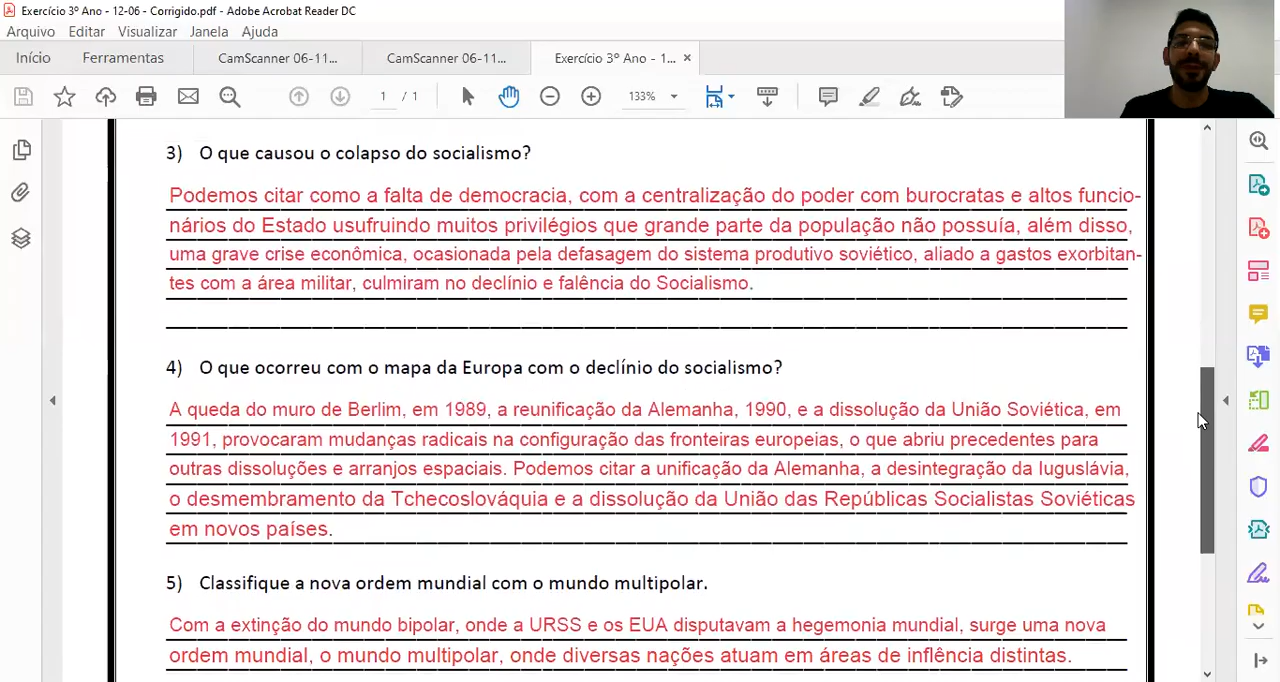 Exercício 3º Ano - 12-06 - Corrigido.pdf - Adobe Acrobat Reader DC
Arquivo Editar Visualizar Janela Ajuda
Início Ferramentas CamScanner 06-11... CamScanner 06-11... Exercício 3º Ano - 1... ×
1 / 1 133%
3) O que causou o colapso do socialismo?
Podemos citar como a falta de democracia, com a centralização do poder com burocratas e altos funcio-
nários do Estado usufruindo muitos privilégios que grande parte da população não possuía, além disso,
uma grave crise econômica, ocasionada pela defasagem do sistema produtivo soviético, aliado a gastos exorbitan-
tes com a área militar, culmiram no declínio e falência do Socialismo.
4) O que ocorreu com o mapa da Europa com o declínio do socialismo?
A queda do muro de Berlim, em 1989, a reunificação da Alemanha, 1990, e a dissolução da União Soviética, em
1991, provocaram mudanças radicais na configuração das fronteiras europeias, o que abriu precedentes para
outras dissoluções e arranjos espaciais. Podemos citar a unificação da Alemanha, a desintegração da Iuguslávia,
o desmembramento da Tchecoslováquia e a dissolução da União das Repúblicas Socialistas Soviéticas
em novos países.
5) Classifique a nova ordem mundial com o mundo multipolar.
Com a extinção do mundo bipolar, onde a URSS e os EUA disputavam a hegemonia mundial, surge uma nova
ordem mundial, o mundo multipolar, onde diversas nações atuam em áreas de inflência distintas.